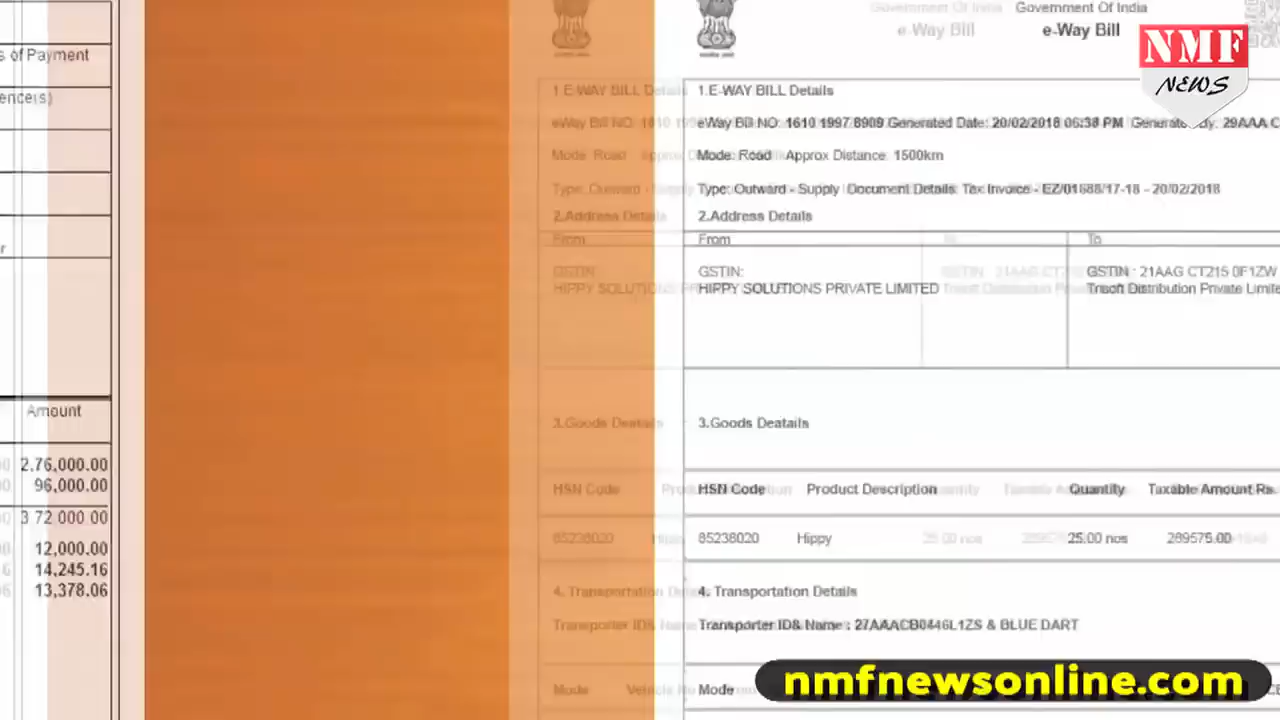 s of Payment
ence(s)
r
Amount
2,76,000.00
96,000.00
3 72 000 00
12,000.00
14,245.16
13,378.06
Government Of India
e-Way Bill
1.E-WAY BILL Details
eWay Bill NO: 1610 1997 8909 Generated Date: 20/02/2018 06:38 PM Generated By: 29AAA C
Mode: Road Approx Distance: 1500km
Type: Outward - Supply Document Details: Tax Invoice - EZ/01688/17-18 - 20/02/2018
2.Address Details
From To
GSTIN: GSTIN : 21AAG CT215 0F1ZW
HIPPY SOLUTIONS PRIVATE LIMITED Distribution Private Limite
3.Goods Deatails
HSN Code Product Description Quantity Taxable Amount Rs.
85238020 Hippy 25.00 nos 289575.00
4. Transportation Details
Transporter ID& Name : & BLUE DART
Mode
NMF
NEWS
nmfnewsonline.com